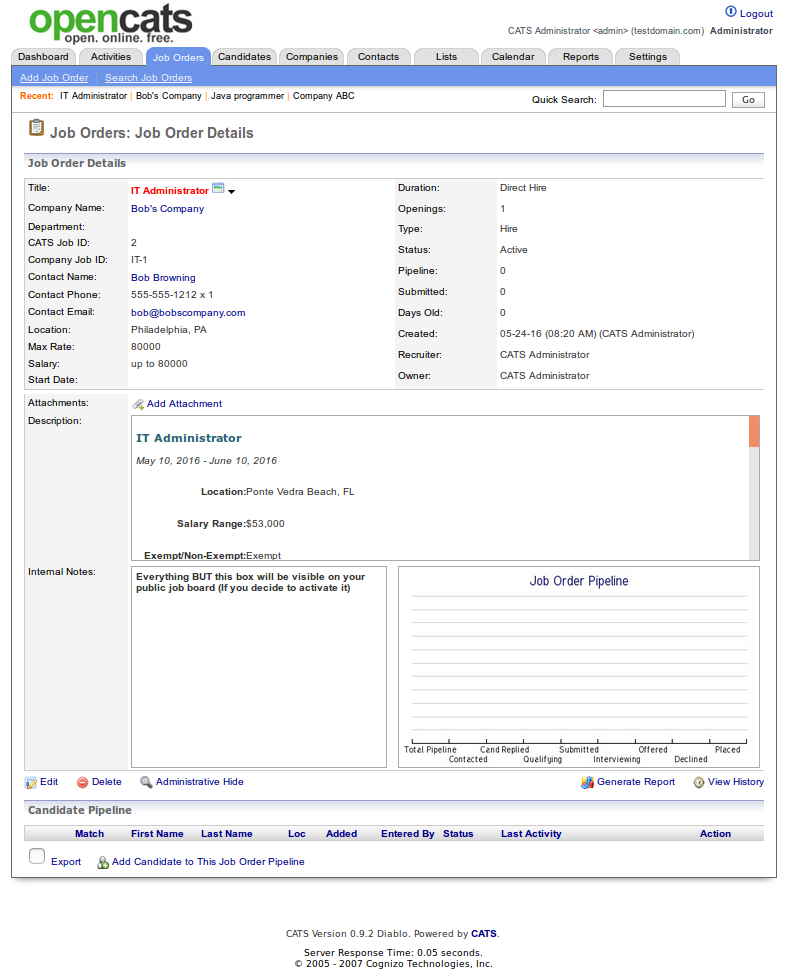 opencats
open. online. free.
Logout
CATS Administrator <admin> (testdomain.com) Administrator
Dashboard Activities Job Orders Candidates Companies Contacts Lists Calendar Reports Settings
Add Job Order | Search Job Orders
Recent: IT Administrator | Bob's Company | Java programmer | Company ABC
Quick Search: Go
Job Orders: Job Order Details
Job Order Details
Title: IT Administrator
Company Name: Bob's Company
Department:
CATS Job ID: 2
Company Job ID: IT-1
Contact Name: Bob Browning
Contact Phone: 555-555-1212 x 1
Contact Email: bob@bobscompany.com
Location: Philadelphia, PA
Max Rate: 80000
Salary: up to 80000
Start Date:
Duration: Direct Hire
Openings: 1
Type: Hire
Status: Active
Pipeline: 0
Submitted: 0
Days Old: 0
Created: 05-24-16 (08:20 AM) (CATS Administrator)
Recruiter: CATS Administrator
Owner: CATS Administrator
Attachments: Add Attachment
Description:
IT Administrator
May 10, 2016 - June 10, 2016
Location:Ponte Vedra Beach, FL
Salary Range:$53,000
Exempt/Non-Exempt:Exempt
Internal Notes:
Everything BUT this box will be visible on your
public job board (If you decide to activate it)
Job Order Pipeline
Total Pipeline Cand Replied Submitted Offered Placed
Contacted Qualifying Interviewing Declined
Edit Delete Administrative Hide Generate Report View History
Candidate Pipeline
Match First Name Last Name Loc Added Entered By Status Last Activity Action
Export Add Candidate to This Job Order Pipeline
CATS Version 0.9.2 Diablo. Powered by CATS.
Server Response Time: 0.05 seconds.
© 2005 - 2007 Cognizo Technologies, Inc.